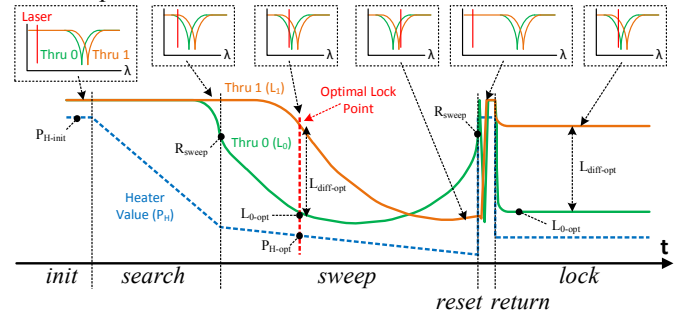 Laser
Thru 0 Thru 1
λ
λ
λ
λ
λ
λ
Thru 1 (L1)
Optimal Lock
Point
PH-init
Rsweep
Thru 0 (L0)
Rsweep
Ldiff-opt
Ldiff-opt
Heater
Value (PH)
L0-opt
L0-opt
PH-opt
t
init search sweep lock
reset return